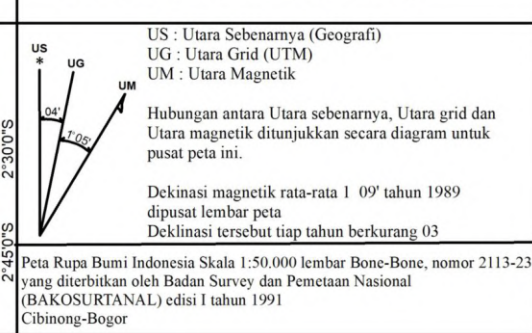 US : Utara Sebenarnya (Geografi)
UG : Utara Grid (UTM)
UM : Utara Magnetik
US
*
UG
UM
04'
1°05'
Hubungan antara Utara sebenarnya, Utara grid dan
Utara magnetik ditunjukkan secara diagram untuk
pusat peta ini.
Dekinasi magnetik rata-rata 1 09' tahun 1989
dipusat lembar peta
Deklinasi tersebut tiap tahun berkurang 03
2°30'0"S
2°45'0"S
Peta Rupa Bumi Indonesia Skala 1:50.000 lembar Bone-Bone, nomor 2113-23
yang diterbitkan oleh Badan Survey dan Pemetaan Nasional
(BAKOSURTANAL) edisi I tahun 1991
Cibinong-Bogor